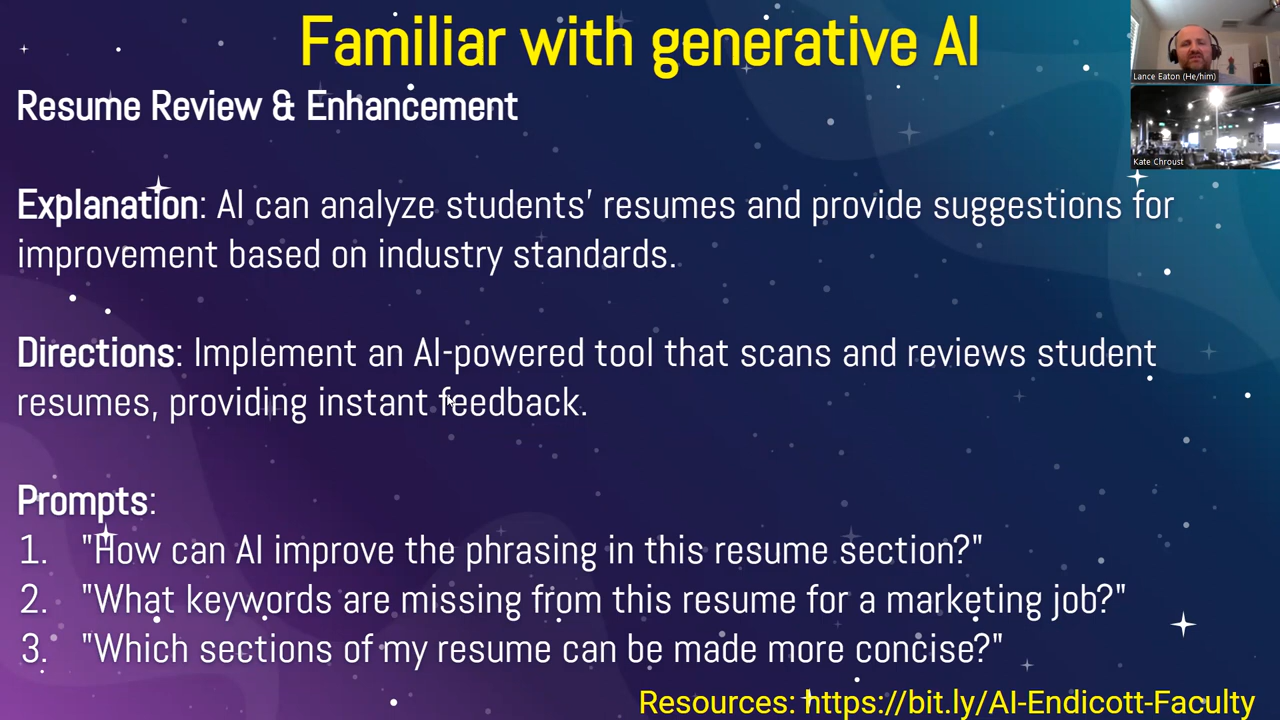 Familiar with generative AI
Lance Eaton (He/him)
Resume Review & Enhancement
Kate Chroust
Explanation: AI can analyze students’ resumes and provide suggestions for
improvement based on industry standards.
Directions: Implement an AI-powered tool that scans and reviews student
resumes, providing instant feedback.
Prompts:
1. "How can AI improve the phrasing in this resume section?"
2. "What keywords are missing from this resume for a marketing job?"
3. "Which sections of my resume can be made more concise?"
Resources: https://bit.ly/AI-Endicott-Faculty